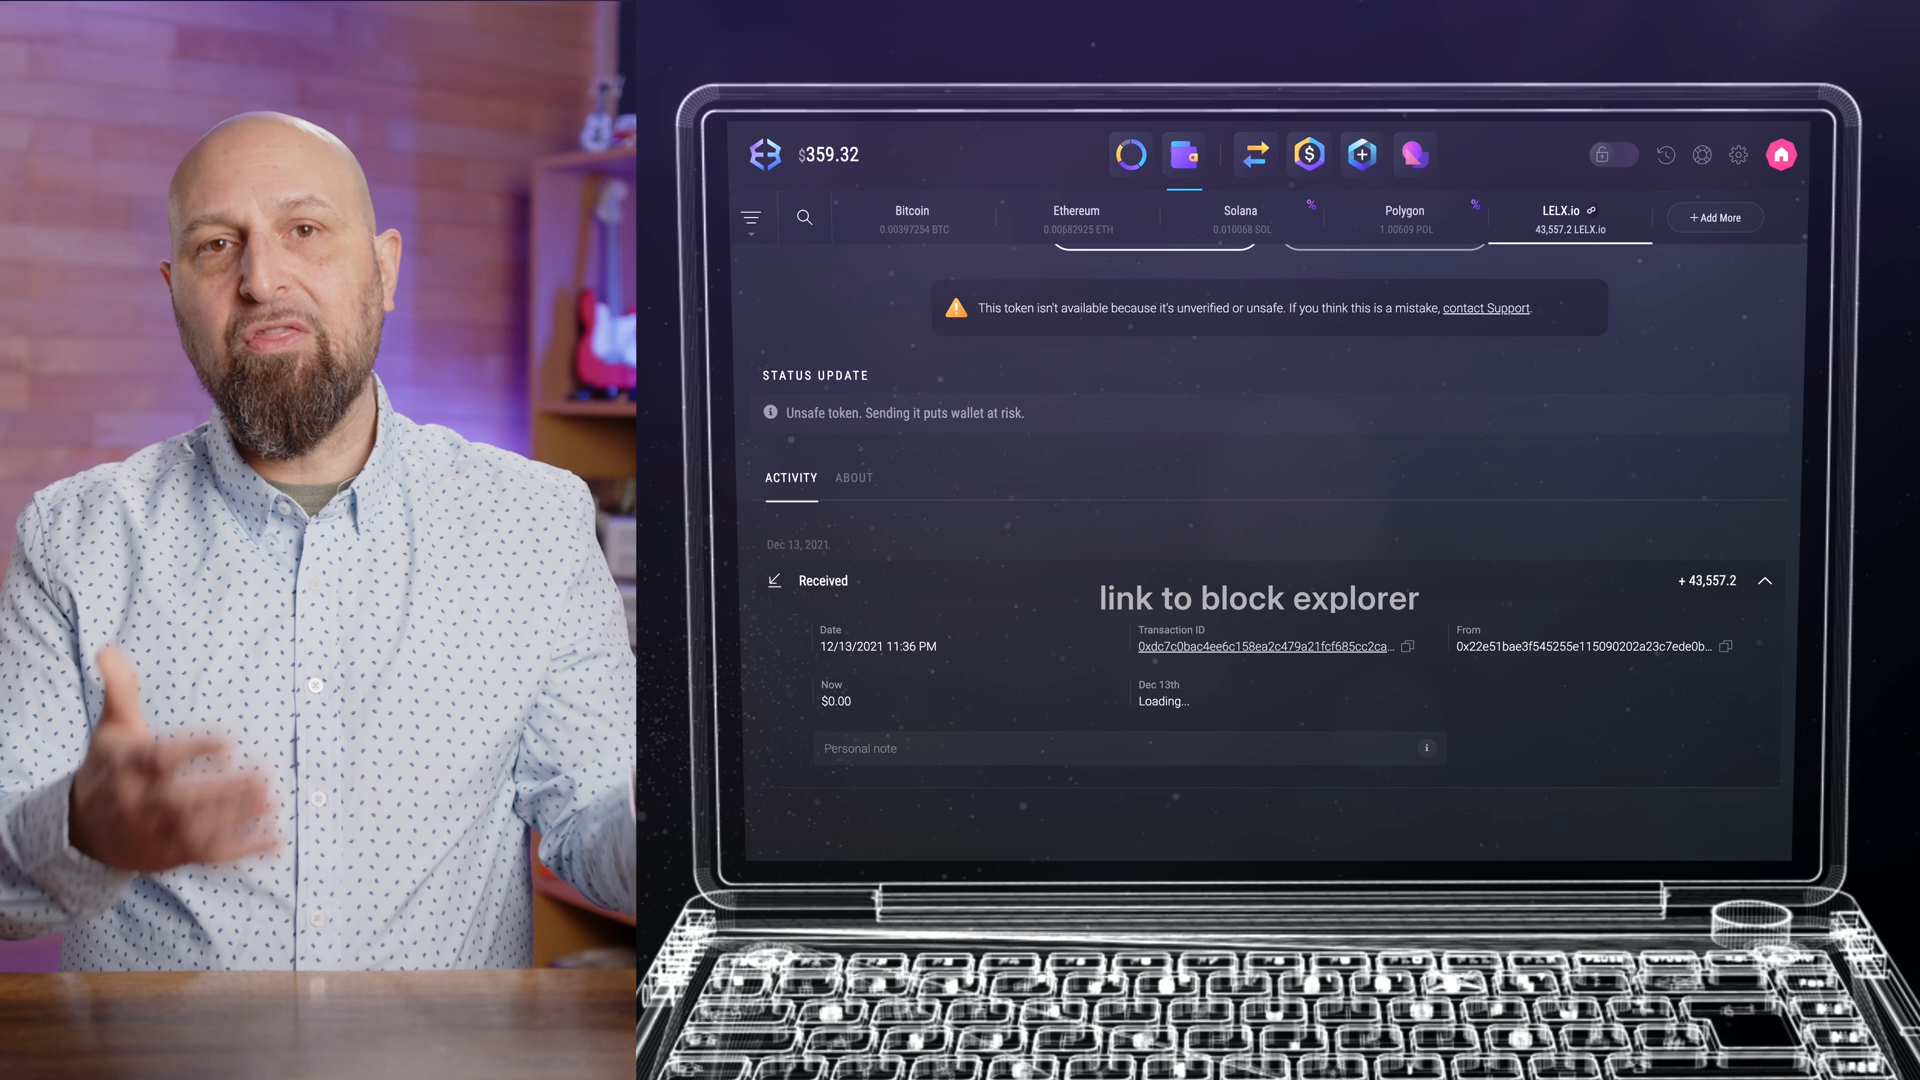 $359.32
Bitcoin
0.00397254 BTC
Ethereum
0.00682925 ETH
Solana
0.010068 SOL
%
Polygon
1.00609 POL
%
LELX.io
43,557.2 LELX.io
+ Add More
This token isn't available because it's unverified or unsafe. If you think this is a mistake, contact Support.
STATUS UPDATE
Unsafe token. Sending it puts wallet at risk.
ACTIVITY ABOUT
Dec 13, 2021
Received
+ 43,557.2
link to block explorer
Date
12/13/2021 11:36 PM
Transaction ID
0xdc7c0bac4ee6c158ea2c479a21fcf685cc2ca...
From
0x22e51bae3f545255e115090202a23c7ede0b...
Now
$0.00
Dec 13th
Loading...
Personal note